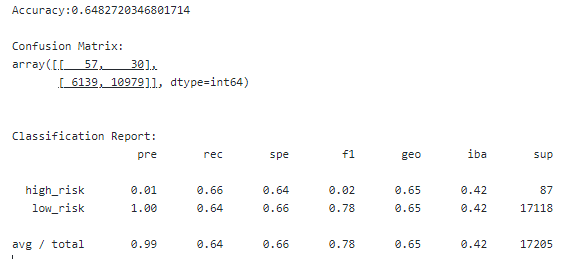 Accuracy:0.6482720346801714
Confusion Matrix:
array([[   57,    30],
       [ 6139, 10979]], dtype=int64)
Classification Report:
                   pre       rec       spe        f1       geo       iba       sup
  high_risk       0.01      0.66      0.64      0.02      0.65      0.42        87
   low_risk       1.00      0.64      0.66      0.78      0.65      0.42     17118
avg / total       0.99      0.64      0.66      0.78      0.65      0.42     17205